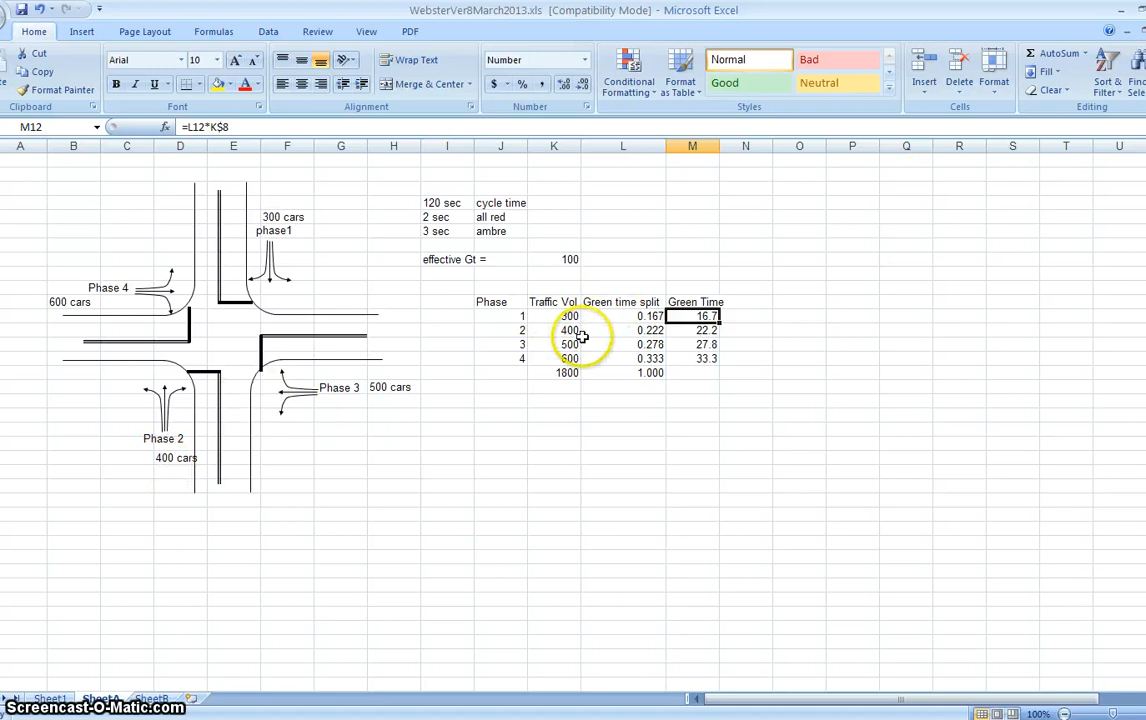 WebsterVer8March2013.xls [Compatibility Mode] - Microsoft Excel
Home Insert Page Layout Formulas Data Review View PDF
Cut
Copy
Format Painter
Clipboard
Arial 10
B I U
Font
Wrap Text
Merge & Center
Alignment
Number
$ % ,
Number
Conditional Formatting
Format as Table
Normal Bad
Good Neutral
Styles
Insert Delete Format
Cells
AutoSum
Fill
Clear
Sort & Filter
Editing
M12 fx =L12*K$8
A B C D E F G H I J K L M N O P Q R S T U
300 cars
phase1
120 sec cycle time
2 sec all red
3 sec ambre
effective Gt = 100
Phase 4
600 cars
Phase Traffic Vol Green time split Green Time
1 300 0.167 16.7
2 400 0.222 22.2
3 500 0.278 27.8
4 600 0.333 33.3
1800 1.000
Phase 3 500 cars
Phase 2
400 cars
Sheet1 SheetA SheetB
Screencast-O-Matic.com
100%